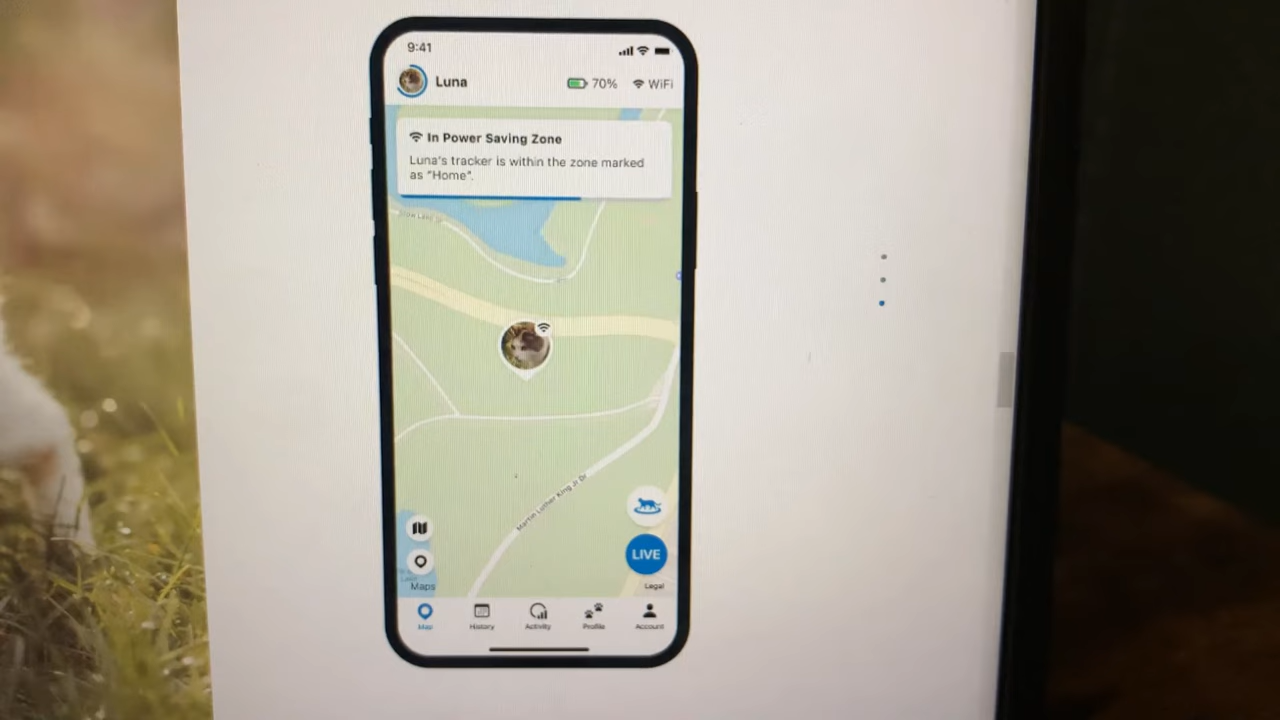 9:41
Luna
70%
WiFi
In Power Saving Zone
Luna's tracker is within the zone marked
as "Home".
Martin Luther King Jr Dr
LIVE
Maps
Legal
Map
History
Activity
Profile
Account